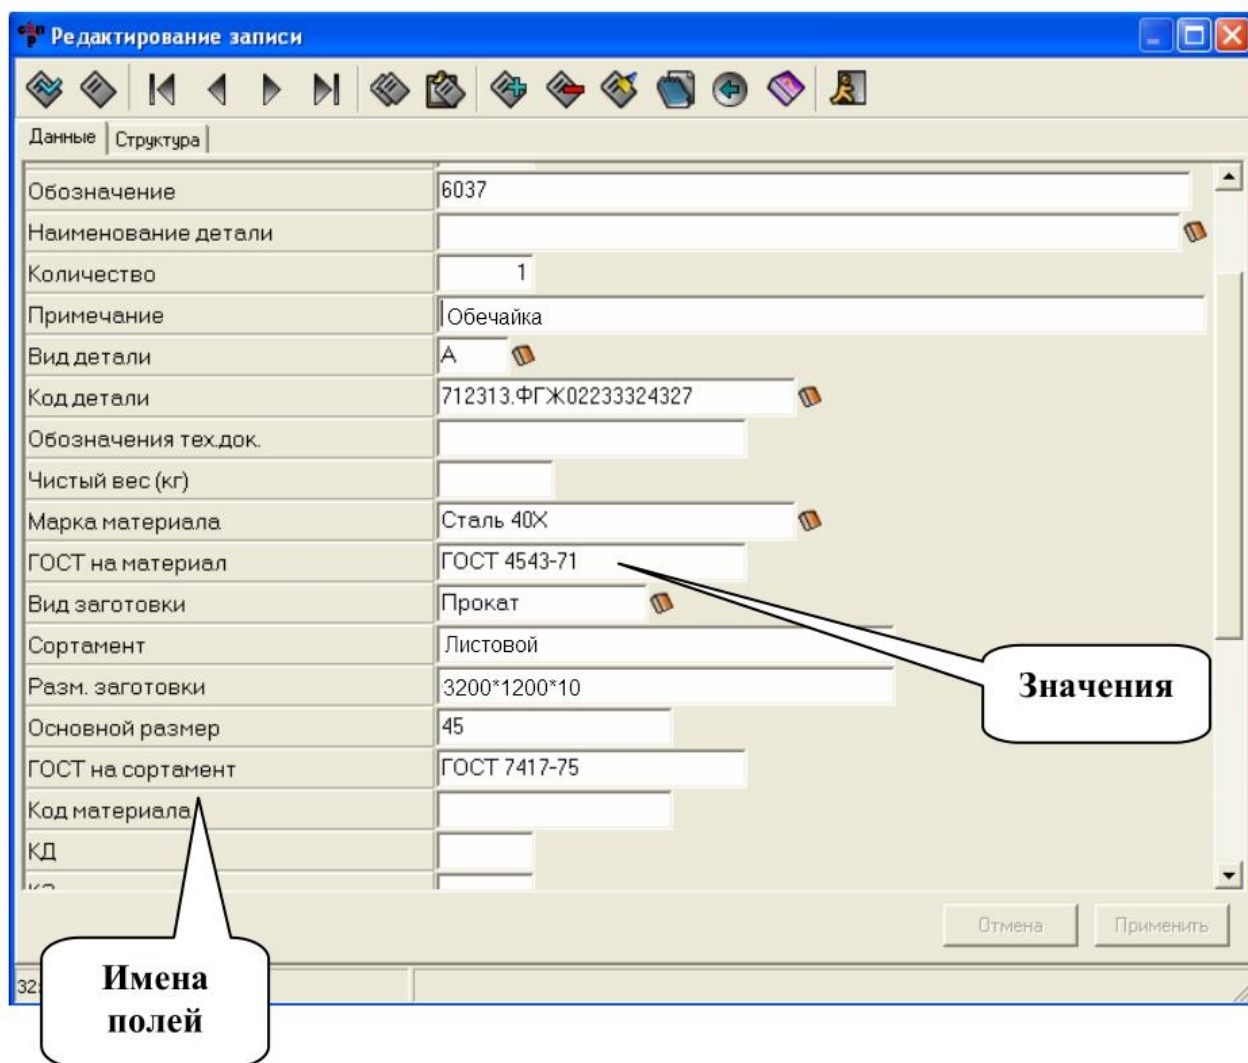 Редактирование записи
Данные Структура
Обозначение 6037
Наименование детали
Количество 1
Примечание Обечайка
Вид детали А
Код детали 712313.ФГЖ02233324327
Обозначения тех.док.
Чистый вес (кг)
Марка материала Сталь 40Х
ГОСТ на материал ГОСТ 4543-71
Вид заготовки Прокат
Сортамент Листовой
Разм. заготовки 3200*1200*10
Основной размер 45
ГОСТ на сортамент ГОСТ 7417-75
Код материала
КД
Значения
Отмена Применить
Имена
полей